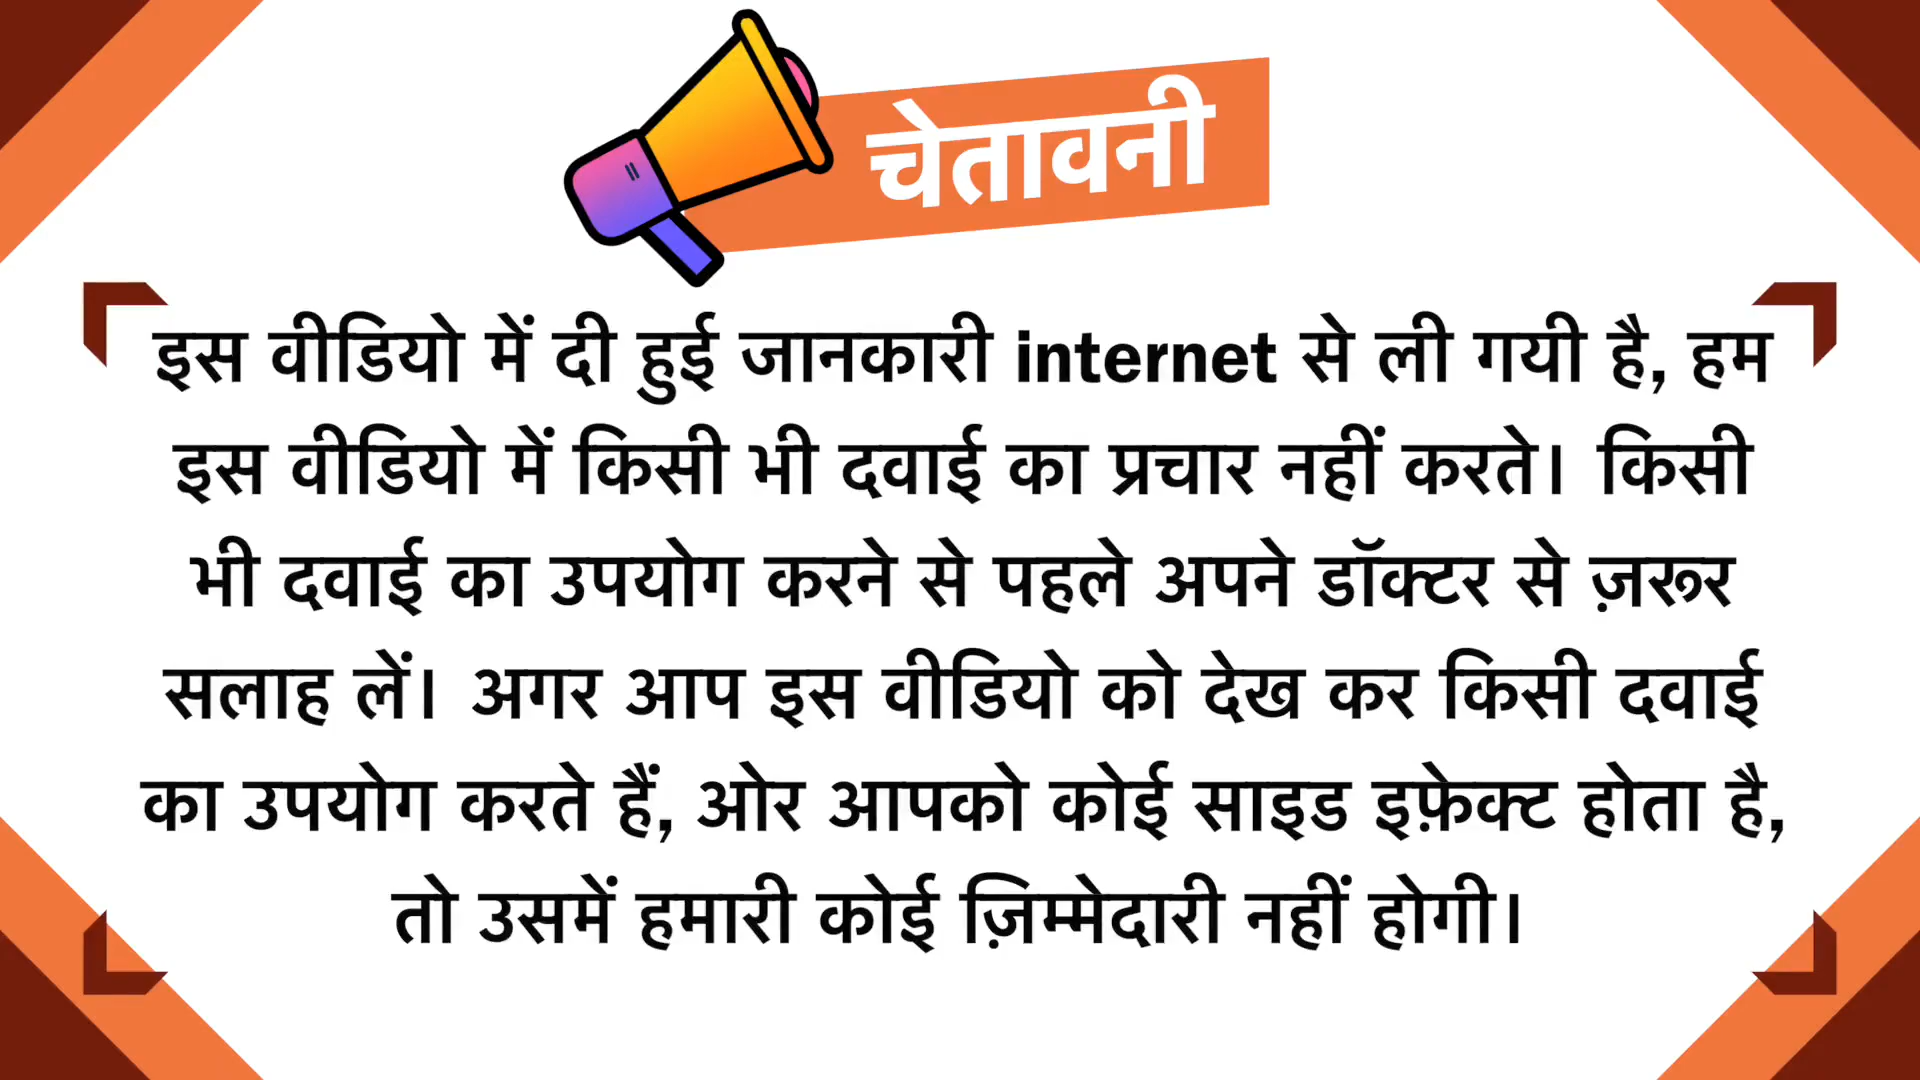 चेतावनी
इस वीडियो में दी हुई जानकारी internet से ली गयी है, हम
इस वीडियो में किसी भी दवाई का प्रचार नहीं करते। किसी
भी दवाई का उपयोग करने से पहले अपने डॉक्टर से ज़रूर
सलाह लें। अगर आप इस वीडियो को देख कर किसी दवाई
का उपयोग करते हैं, ओर आपको कोई साइड इफ़ेक्ट होता है,
तो उसमें हमारी कोई ज़िम्मेदारी नहीं होगी।